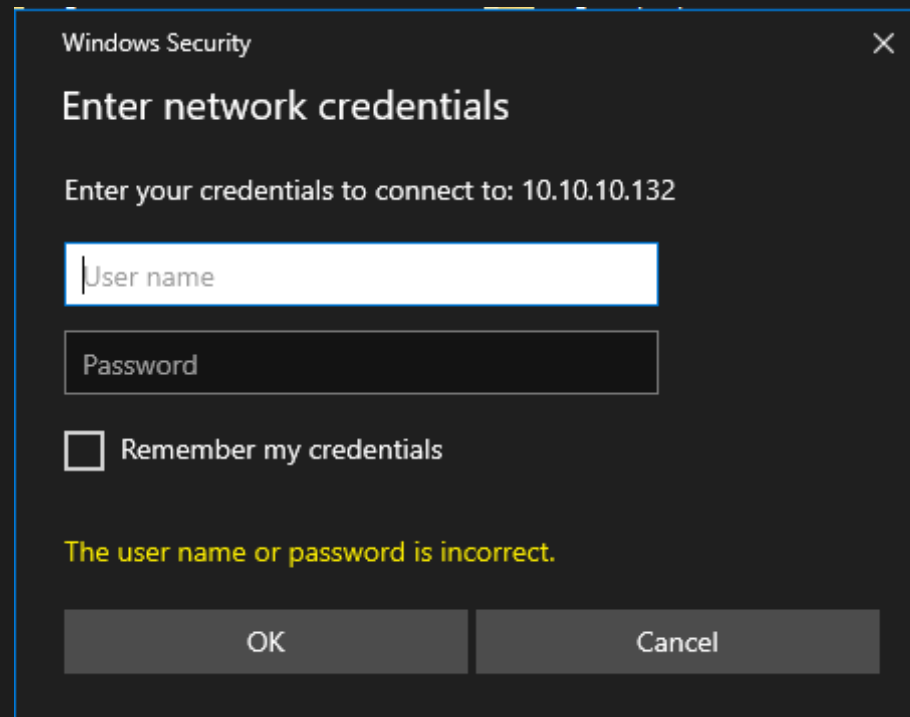 Windows Security
Enter network credentials
Enter your credentials to connect to: 10.10.10.132
User name
Password
Remember my credentials
The user name or password is incorrect.
OK
Cancel